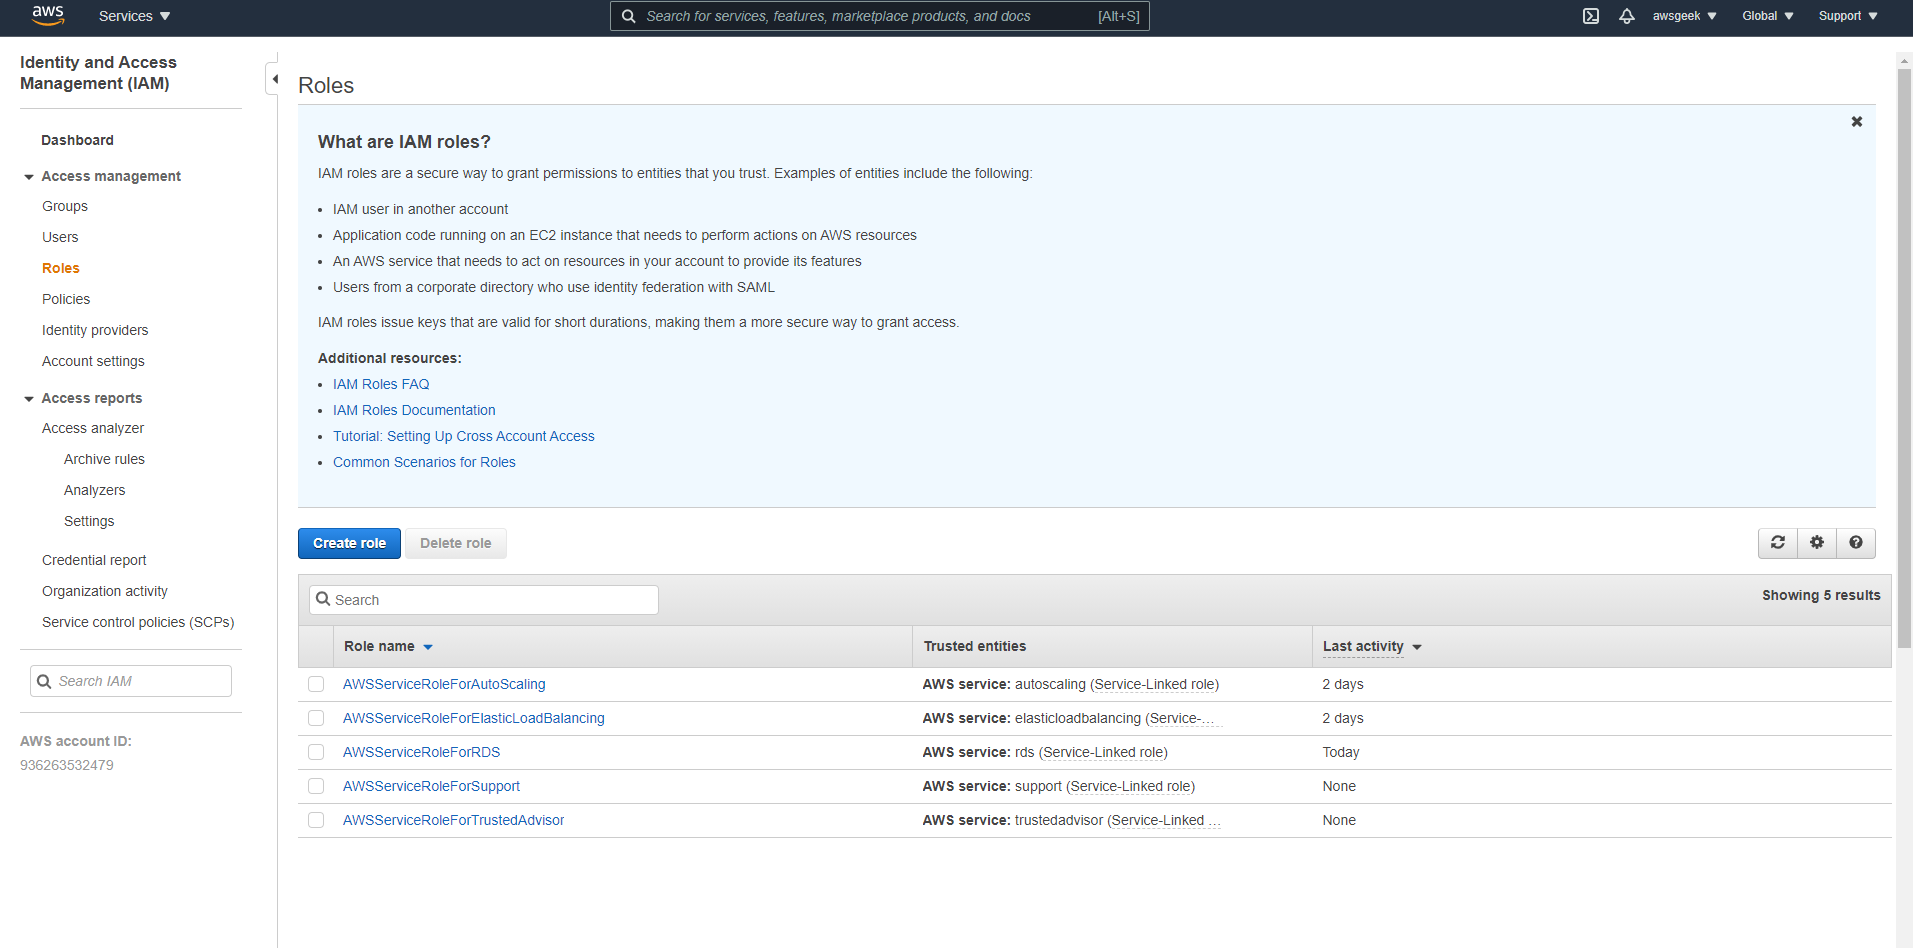 aws
Services
Search for services, features, marketplace products, and docs [Alt+S]
awsgeek
Global
Support
Identity and Access
Management (IAM)
Dashboard
Access management
Groups
Users
Roles
Policies
Identity providers
Account settings
Access reports
Access analyzer
Archive rules
Analyzers
Settings
Credential report
Organization activity
Service control policies (SCPs)
Search IAM
AWS account ID:
936263532479
Roles
What are IAM roles?
IAM roles are a secure way to grant permissions to entities that you trust. Examples of entities include the following:
• IAM user in another account
• Application code running on an EC2 instance that needs to perform actions on AWS resources
• An AWS service that needs to act on resources in your account to provide its features
• Users from a corporate directory who use identity federation with SAML
IAM roles issue keys that are valid for short durations, making them a more secure way to grant access.
Additional resources:
• IAM Roles FAQ
• IAM Roles Documentation
• Tutorial: Setting Up Cross Account Access
• Common Scenarios for Roles
Create role
Delete role
Search
Showing 5 results
Role name Trusted entities Last activity
AWSServiceRoleForAutoScaling AWS service: autoscaling (Service-Linked role) 2 days
AWSServiceRoleForElasticLoadBalancing AWS service: elasticloadbalancing (Service-… 2 days
AWSServiceRoleForRDS AWS service: rds (Service-Linked role) Today
AWSServiceRoleForSupport AWS service: support (Service-Linked role) None
AWSServiceRoleForTrustedAdvisor AWS service: trustedadvisor (Service-Linked … None